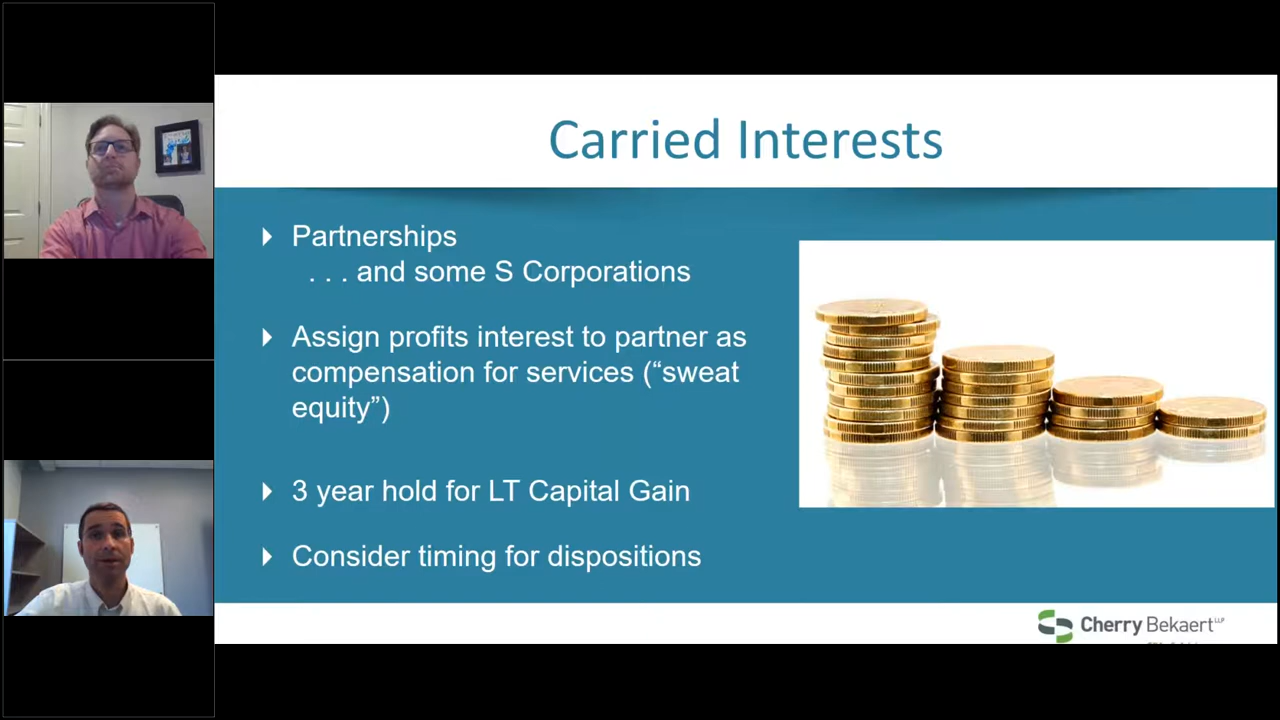 Carried Interests
Partnerships
. . . and some S Corporations
Assign profits interest to partner as
compensation for services (“sweat
equity”)
3 year hold for LT Capital Gain
Consider timing for dispositions
Cherry Bekaert LLP